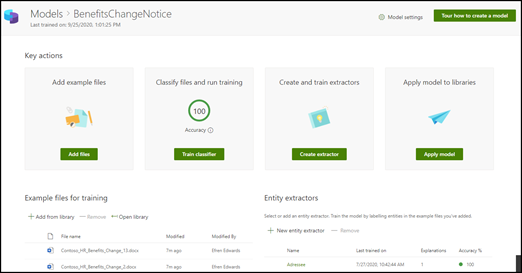 Models > BenefitsChangeNotice
Last trained on: 9/25/2020, 1:01:25 PM
Model settings
Tour how to create a model
Key actions
Add example files
Add files
Classify files and run training
100
Accuracy
Train classifier
Create and train extractors
Create extractor
Apply model to libraries
Apply model
Example files for training
+ Add from library — Remove Open library
File name Modified Modified By
Contoso_HR_Benefits_Change_13.docx 7m ago Efren Edwards
Contoso_HR_Benefits_Change_2.docx 7m ago Efren Edwards
Entity extractors
Select or add an entity extractor. Train the model by labelling entities in the example files you've added.
+ New entity extractor — Remove
Name Last trained on Explanations Accuracy %
Adressee 7/27/2020, 10:42:44 AM 1 100